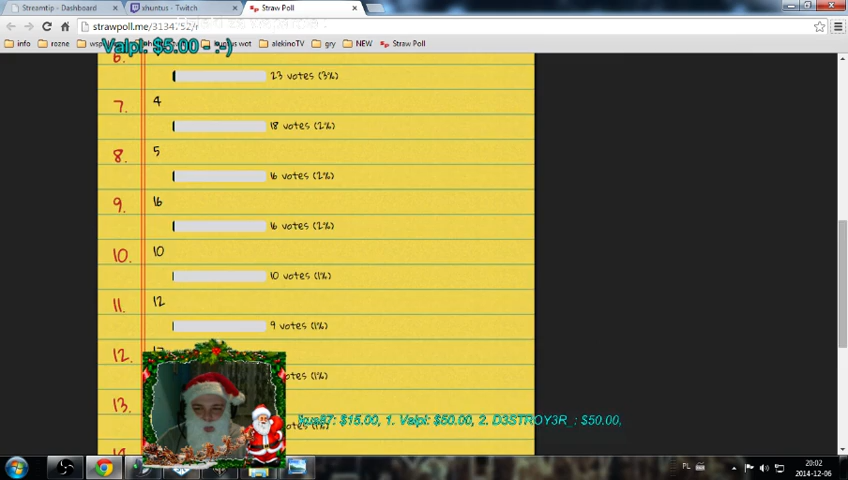 Streamtip - Dashboard
xhuntus - Twitch
Straw Poll
strawpoll.me/3134752/r
info
rozne
NEW
gry
alekinoTV
Straw Poll
Valpi: $5.00 - :-)
6.
23 votes (3%)
7.
4
18 votes (2%)
8.
5
16 votes (2%)
9.
16
16 votes (2%)
10.
10
10 votes (1%)
11.
12
9 votes (1%)
12.
votes (1%)
13.
$15.00, 1. Valpi: $50.00, 2. D3STROY3R_: $50.00,
PL
20:02
2014-12-06